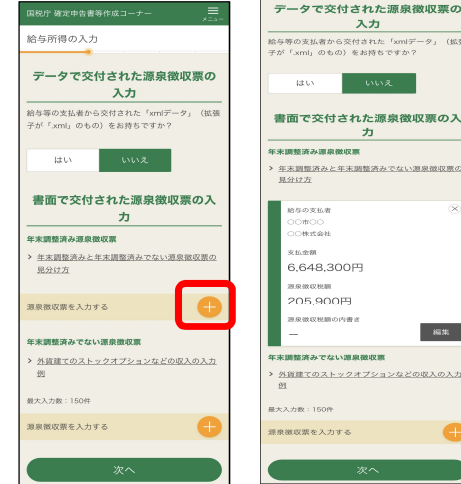 国税庁 確定申告書等作成コーナー
メニュー
給与所得の入力
データで交付された源泉徴収票の
入力
給与等の支払者から交付された「xmlデータ」（拡張
子が「.xml」のもの）をお持ちですか？
はい
いいえ
書面で交付された源泉徴収票の入
力
年末調整済み源泉徴収票
> 年末調整済みと年末調整済みでない源泉徴収票の
見分け方
源泉徴収票を入力する
年末調整済みでない源泉徴収票
> 外貨建てのストックオプションなどの収入の入力
例
最大入力数：150件
源泉徴収票を入力する
次へ
データで交付された源泉徴収票の
入力
給与等の支払者から交付された「xmlデータ」（拡張
子が「.xml」のもの）をお持ちですか？
はい
いいえ
書面で交付された源泉徴収票の入
力
年末調整済み源泉徴収票
> 年末調整済みと年末調整済みでない源泉徴収票の
見分け方
給与の支払者
○○市○○
○○株式会社
支払金額
6,648,300円
源泉徴収税額
205,900円
源泉徴収税額の内書き
—
編集
年末調整済みでない源泉徴収票
> 外貨建てのストックオプションなどの収入の入力
例
最大入力数：150件
源泉徴収票を入力する
次へ